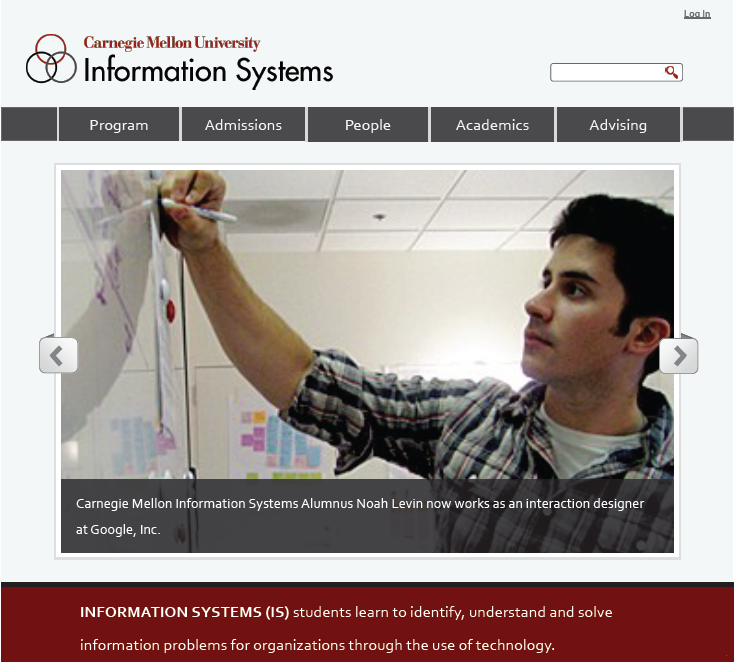 Log In
Carnegie Mellon University
Information Systems
Program Admissions People Academics Advising
Carnegie Mellon Information Systems Alumnus Noah Levin now works as an interaction designer
at Google, Inc.
INFORMATION SYSTEMS (IS) students learn to identify, understand and solve
information problems for organizations through the use of technology.